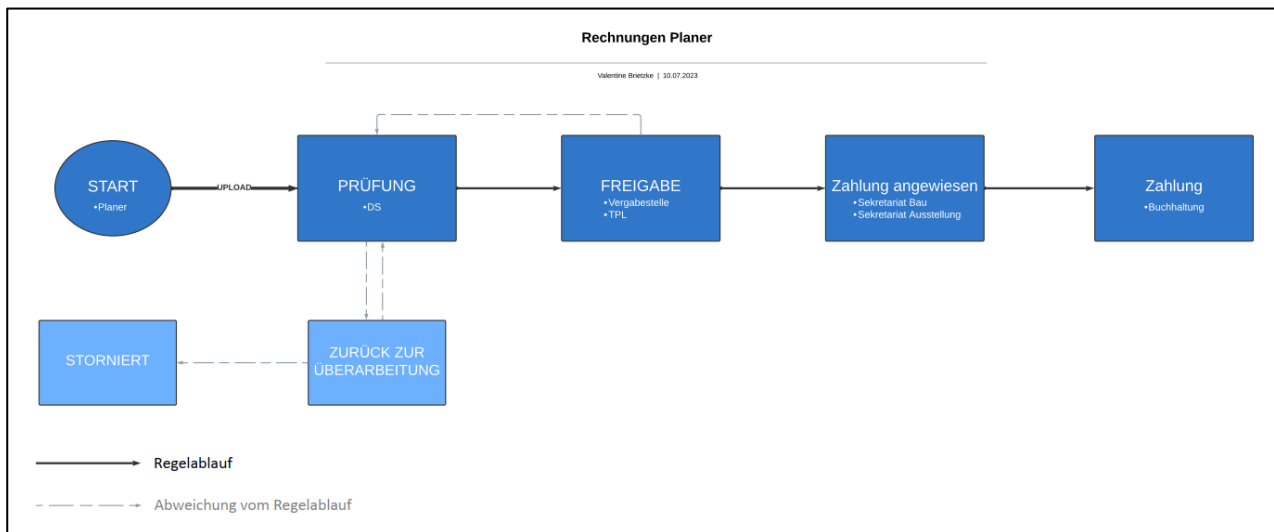 Rechnungen Planer
Valentine Brietzke | 10.07.2023
START
•Planer
UPLOAD
PRÜFUNG
•DS
FREIGABE
•Vergabestelle
•TPL
Zahlung angewiesen
•Sekretariat Bau
•Sekretariat Ausstellung
Zahlung
•Buchhaltung
STORNIERT
ZURÜCK ZUR
ÜBERARBEITUNG
Regelablauf
Abweichung vom Regelablauf